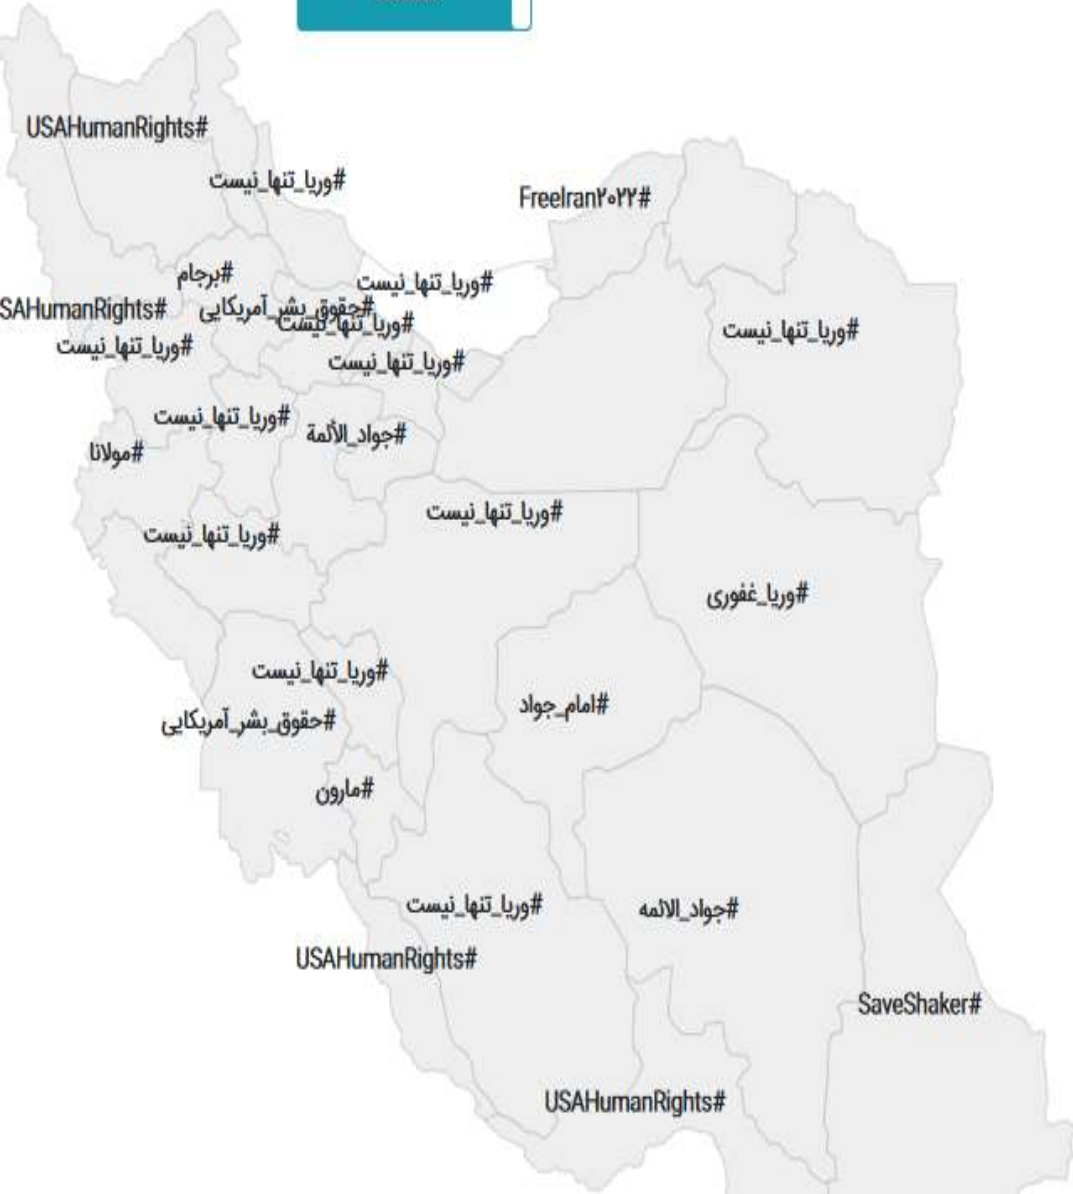 USAHumanRights#
#وریا_تنها_نیست
FreeIran۲۰۲۲#
#برجام
#وریا_تنها_نیست
SAHumanRights#
#حقوق_بشر_آمریکایی
#وریا_تنها_نیست
#وریا_تنها_نیست
#وریا_تنها_نیست
#وریا_تنها_نیست
#وریا_تنها_نیست
#جواد_الأئمة
#مولانا
#وریا_تنها_نیست
#وریا_تنها_نیست
#وریا_غفوری
#وریا_تنها_نیست
#امام_جواد
#حقوق_بشر_آمریکایی
#مارون
#وریا_تنها_نیست
#جواد_الائمه
USAHumanRights#
SaveShaker#
USAHumanRights#